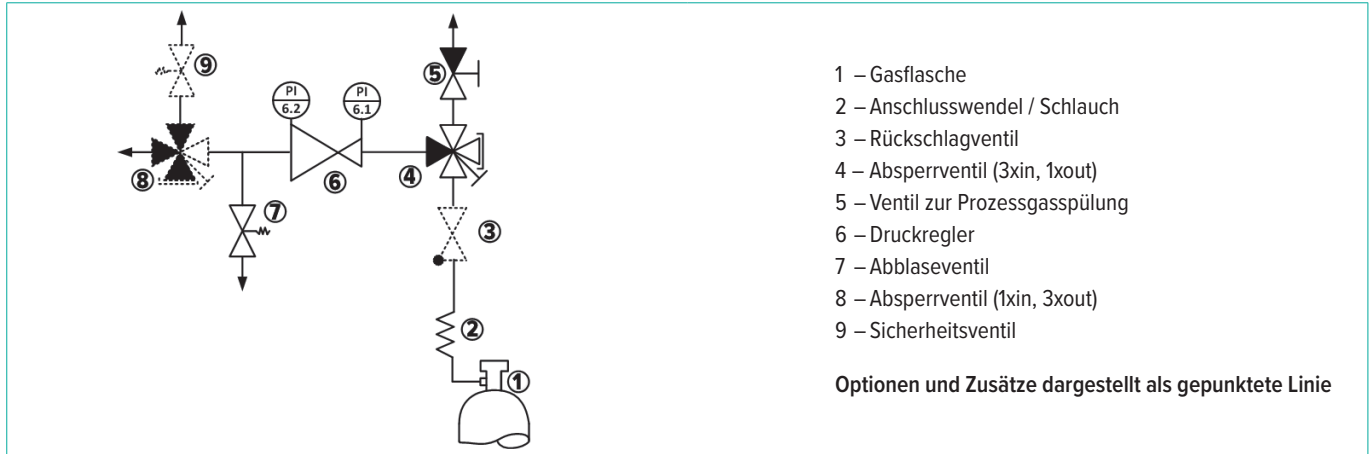 9
PI
6.2
PI
6.1
5
8
7
6
4
3
2
1
1 – Gasflasche
2 – Anschlusswendel / Schlauch
3 – Rückschlagventil
4 – Absperrventil (3xin, 1xout)
5 – Ventil zur Prozessgasspülung
6 – Druckregler
7 – Abblaseventil
8 – Absperrventil (1xin, 3xout)
9 – Sicherheitsventil
Optionen und Zusätze dargestellt als gepunktete Linie